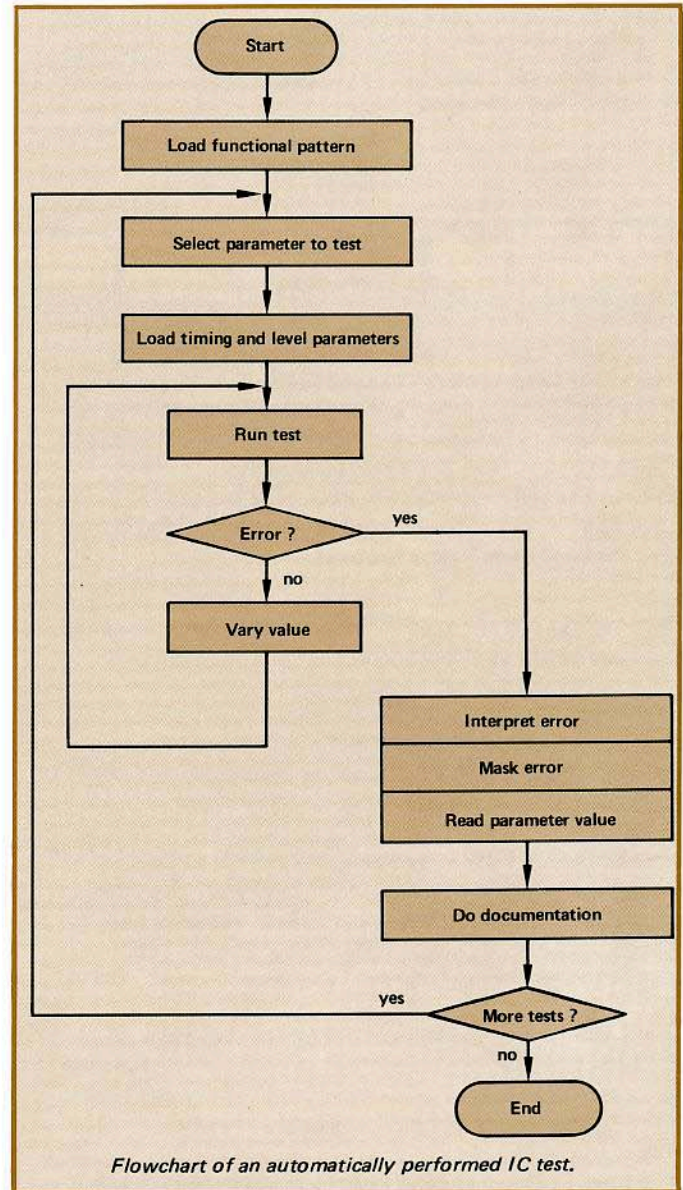 Start
Load functional pattern
Select parameter to test
Load timing and level parameters
Run test
Error ?
yes
no
Vary value
Interpret error
Mask error
Read parameter value
Do documentation
yes
More tests ?
no
End
Flowchart of an automatically performed IC test.